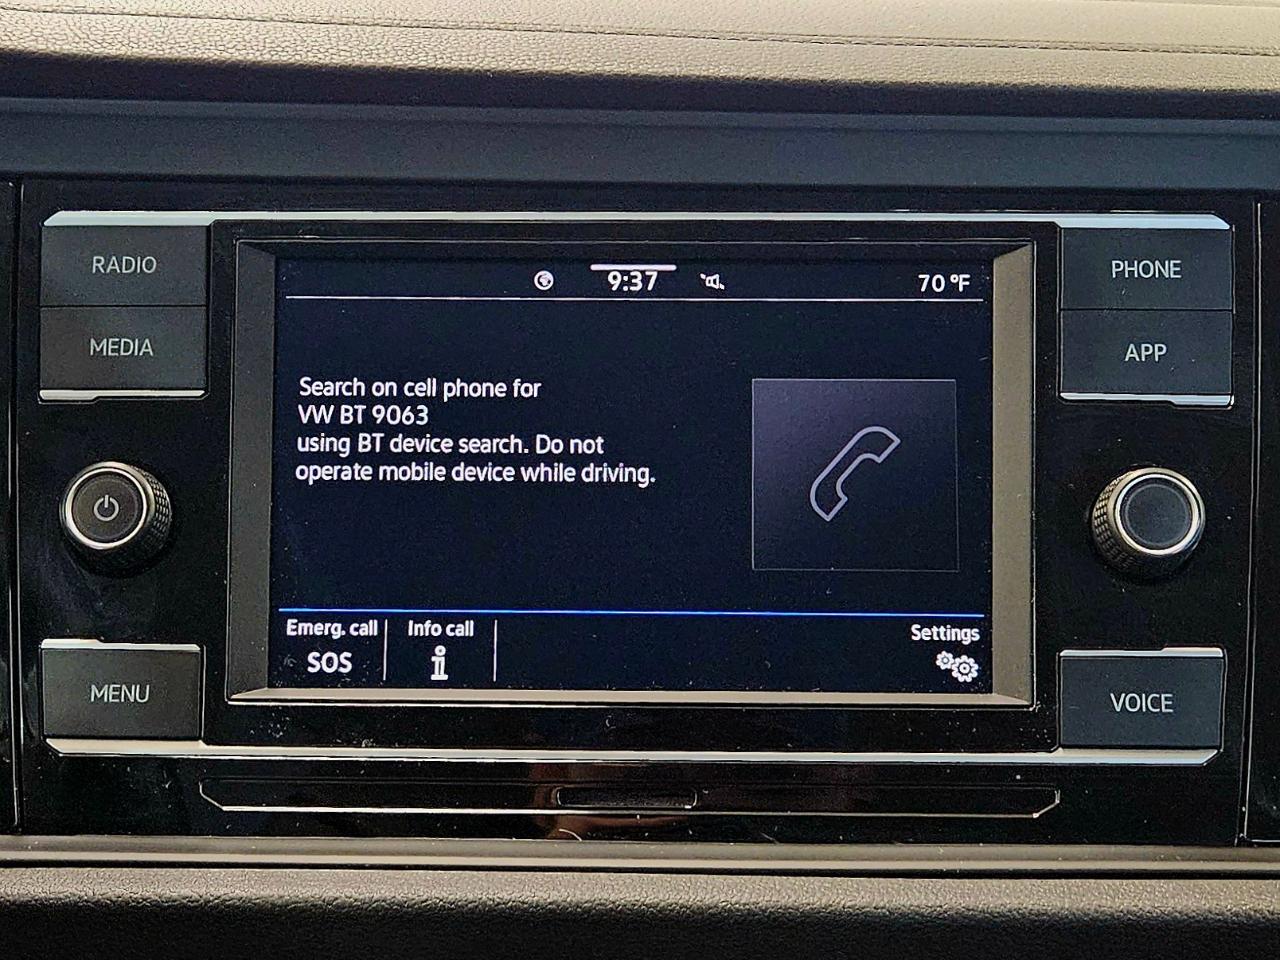 RADIO
MEDIA
MENU
9:37
70 °F
Search on cell phone for
VW BT 9063
using BT device search. Do not
operate mobile device while driving.
Emerg. call
SOS
Info call
i
Settings
PHONE
APP
VOICE